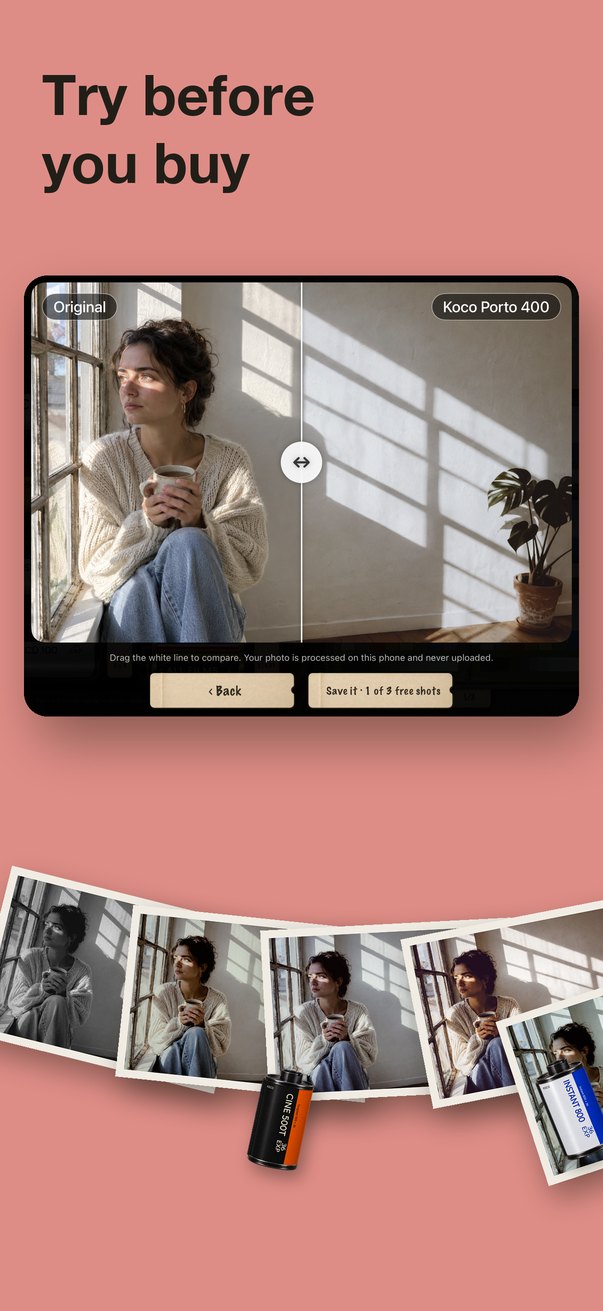 Try before
you buy
Original
Koco Porto 400
Drag the white line to compare. Your photo is processed on this phone and never uploaded.
‹ Back
Save it · 1 of 3 free shots
CINE 500T
36
EXP
INSTANT 800
36
EXP